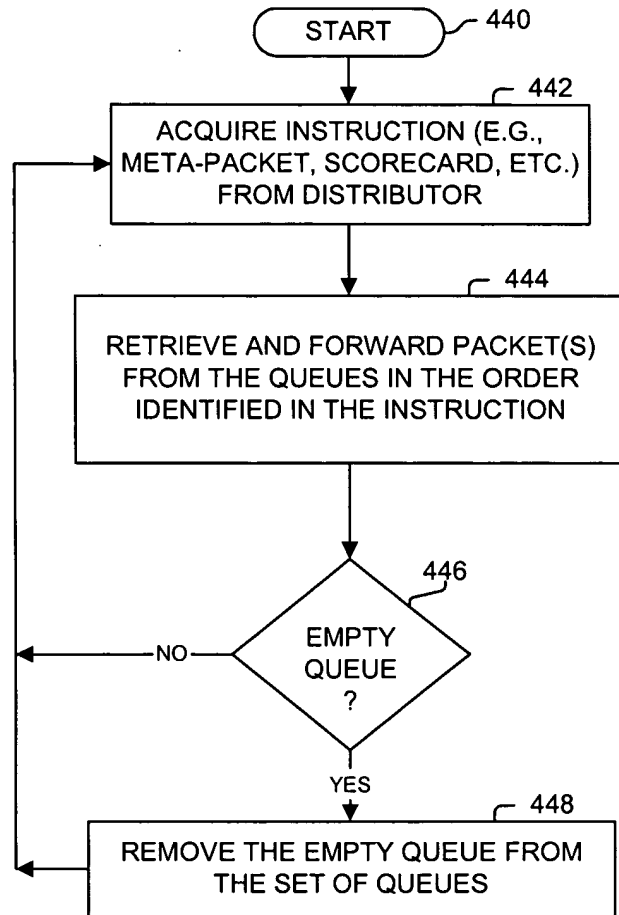 START
440
442
ACQUIRE INSTRUCTION (E.G.,
META-PACKET, SCORECARD, ETC.)
FROM DISTRIBUTOR
444
RETRIEVE AND FORWARD PACKET(S)
FROM THE QUEUES IN THE ORDER
IDENTIFIED IN THE INSTRUCTION
446
EMPTY
QUEUE
?
NO
YES
448
REMOVE THE EMPTY QUEUE FROM
THE SET OF QUEUES